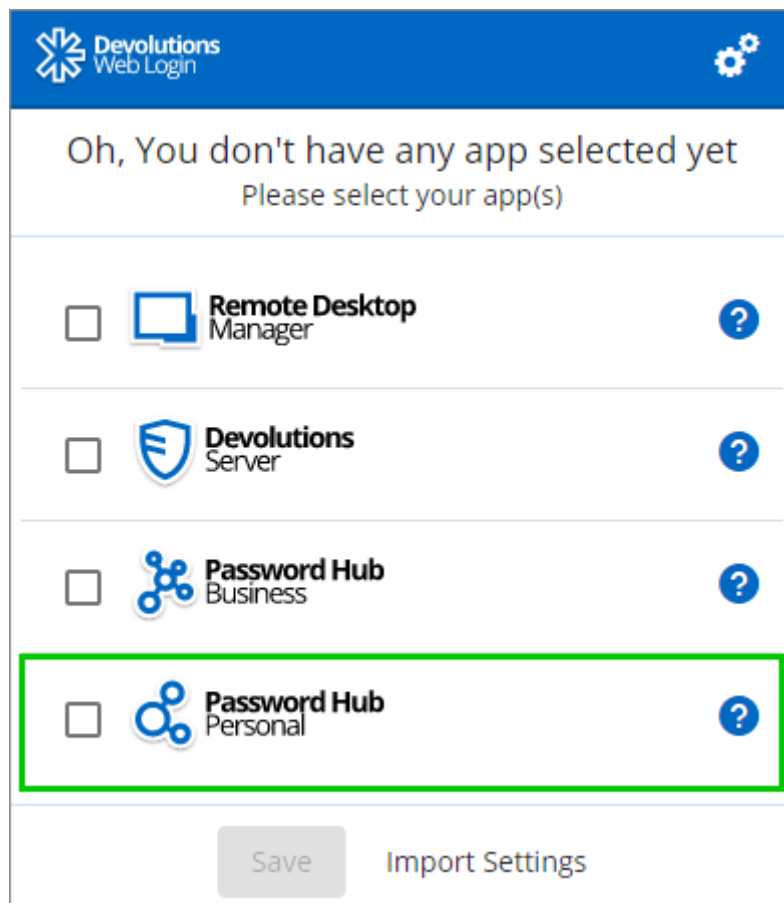 Devolutions
Web Login
Oh, You don't have any app selected yet
Please select your app(s)
Remote Desktop
Manager
?
Devolutions
Server
?
Password Hub
Business
?
Password Hub
Personal
?
Save
Import Settings